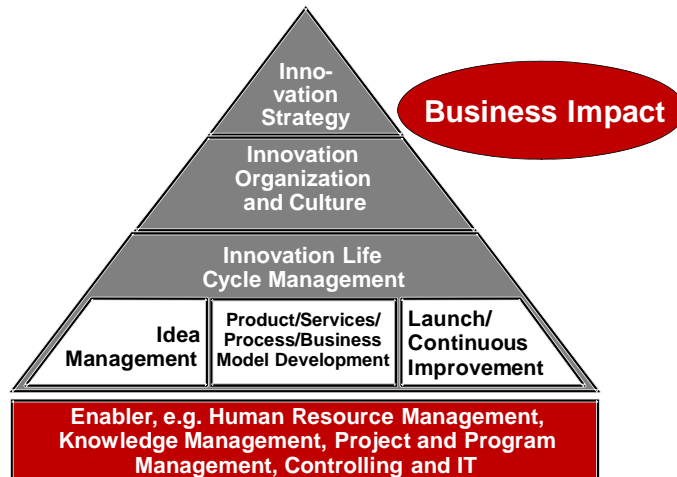 Inno-
vation
Strategy
Business Impact
Innovation
Organization
and Culture
Innovation Life
Cycle Management
Idea
Management
Product/Services/
Process/Business
Model Development
Launch/
Continuous
Improvement
Enabler, e.g. Human Resource Management,
Knowledge Management, Project and Program
Management, Controlling and IT